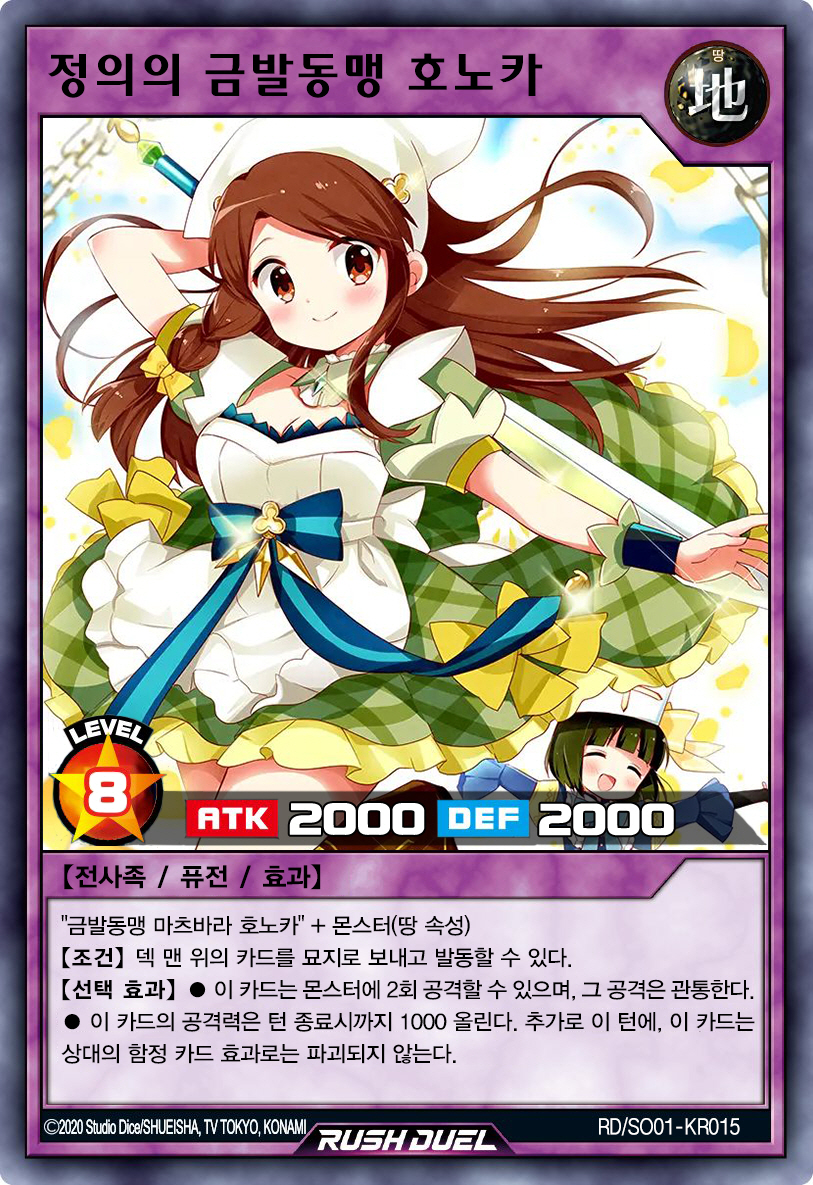 정의의 금발동맹 호노카
땅
地
LEVEL
8
ATK 2000 DEF 2000
【전사족 / 퓨전 / 효과】
"금발동맹 마츠바라 호노카" + 몬스터(땅 속성)
【조건】 덱 맨 위의 카드를 묘지로 보내고 발동할 수 있다.
【선택 효과】 ● 이 카드는 몬스터에 2회 공격할 수 있으며, 그 공격은 관통한다.
● 이 카드의 공격력은 턴 종료시까지 1000 올린다. 추가로 이 턴에, 이 카드는
상대의 함정 카드 효과로는 파괴되지 않는다.
©2020 Studio Dice/SHUEISHA, TV TOKYO, KONAMI
RUSH DUEL
RD/SO01-KR015